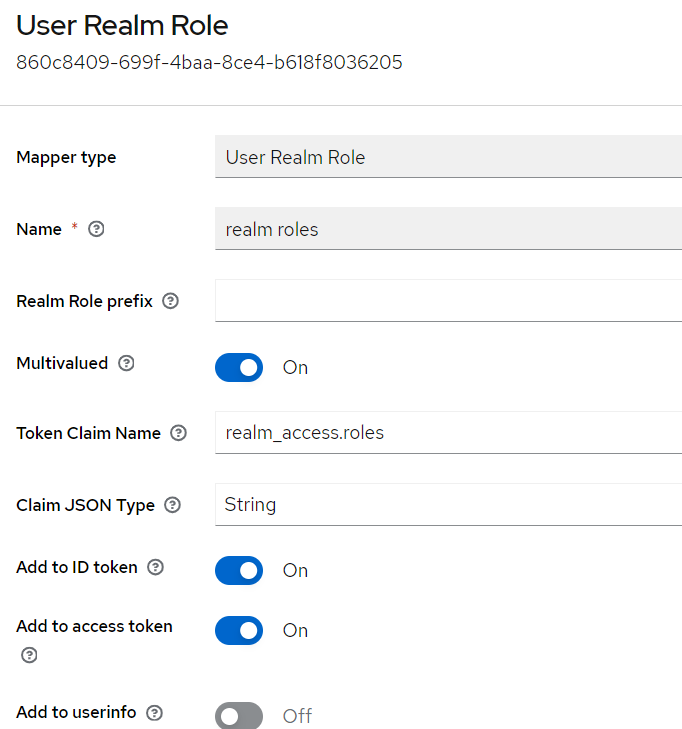 User Realm Role
860c8409-699f-4baa-8ce4-b618f8036205
Mapper type
User Realm Role
Name *
realm roles
Realm Role prefix
Multivalued
On
Token Claim Name
realm_access.roles
Claim JSON Type
String
Add to ID token
On
Add to access token
On
Add to userinfo
Off